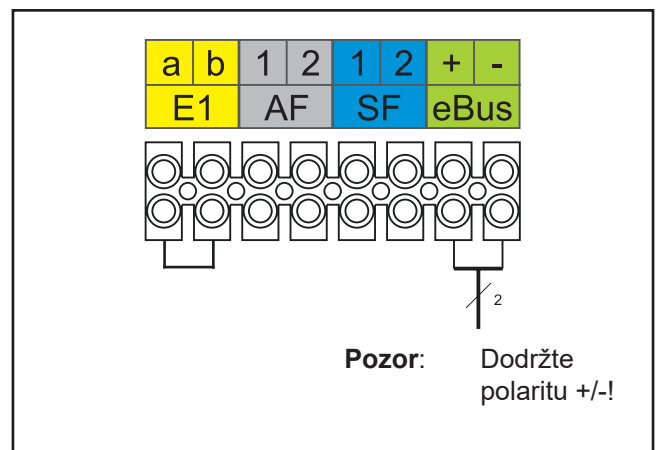 a b 1 2 1 2 + -
E1 AF SF eBus
2
Pozor: Dodržte
polaritu +/-!